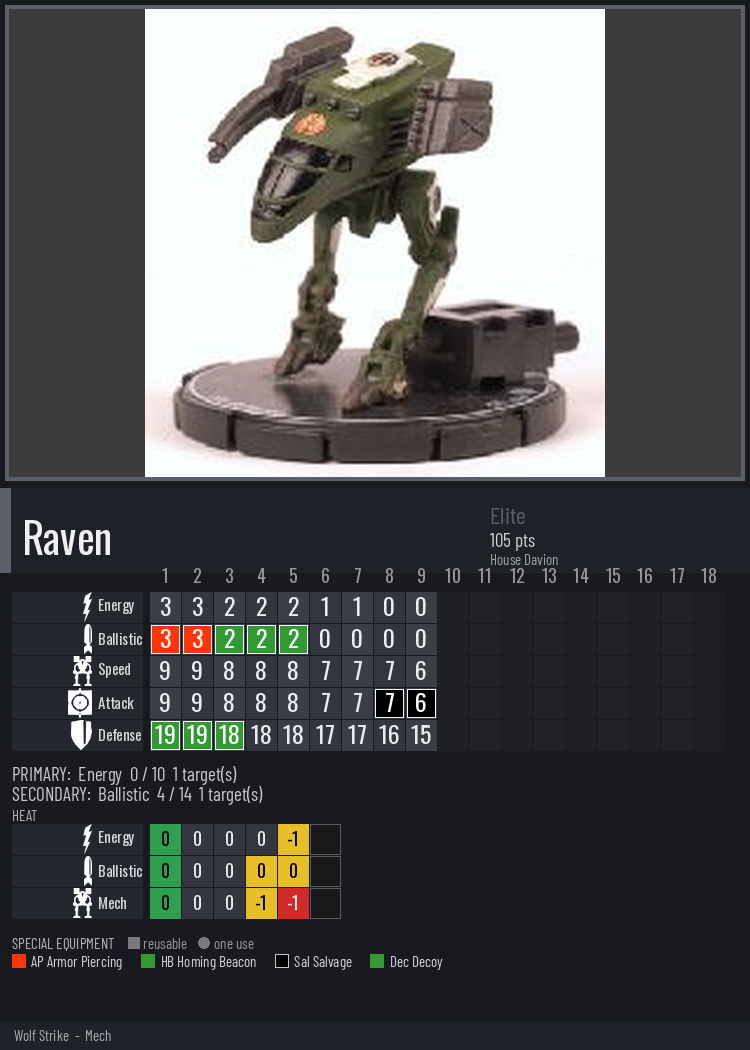 Raven
Elite
105 pts
House Davion
1 2 3 4 5 6 7 8 9 10 11 12 13 14 15 16 17 18
Energy 3 3 2 2 2 1 1 0 0
Ballistic 3 3 2 2 2 0 0 0 0
Speed 9 9 8 8 8 7 7 7 6
Attack 9 9 8 8 8 7 7 7 6
Defense 19 19 18 18 18 17 17 16 15
PRIMARY: Energy 0 / 10 1 target(s)
SECONDARY: Ballistic 4 / 14 1 target(s)
HEAT
Energy 0 0 0 0 -1
Ballistic 0 0 0 0 0
Mech 0 0 0 -1 -1
SPECIAL EQUIPMENT reusable one use
AP Armor Piercing HB Homing Beacon Sal Salvage Dec Decoy
Wolf Strike - Mech